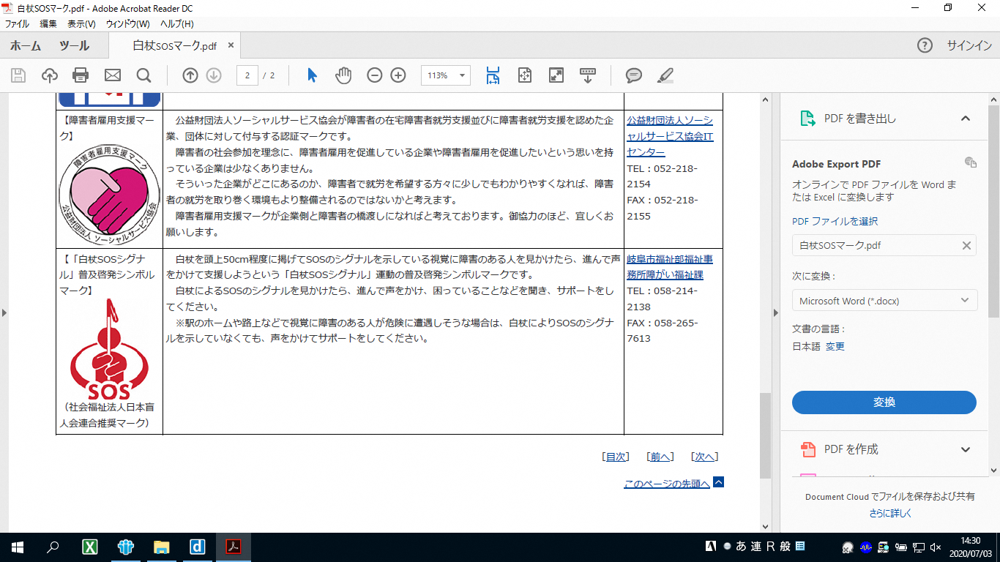 白杖SOSマーク.pdf - Adobe Acrobat Reader DC
ファイル 編集 表示(V) ウィンドウ(W) ヘルプ(H)
ホーム ツール 白杖SOSマーク.pdf × サインイン
2 / 2 113%
【障害者雇用支援マー
ク】
障害者雇用支援マーク
公益財団法人 ソーシャルサービス協会
公益財団法人ソーシャルサービス協会が障害者の在宅障害者就労支援並びに障害者就労支援を認めた企
業、団体に対して付与する認証マークです。
障害者の社会参加を理念に、障害者雇用を促進している企業や障害者雇用を促進したいという思いを持
っている企業は少なくありません。
そういった企業がどこにあるのか、障害者で就労を希望する方々に少しでもわかりやすくなれば、障害
者の就労を取り巻く環境もより整備されるのではないかと考えます。
障害者雇用支援マークが企業側と障害者の橋渡しになればと考えております。御協力のほど、宜しくお
願いします。
公益財団法人ソーシ
ャルサービス協会IT
センター
TEL：052-218-
2154
FAX：052-218-
2155
【「白杖SOSシグナ
ル」普及啓発シンボル
マーク】
SOS
（社会福祉法人日本盲
人会連合推奨マーク）
白杖を頭上50cm程度に掲げてSOSのシグナルを示している視覚に障害のある人を見かけたら、進んで声
をかけて支援しようという「白杖SOSシグナル」運動の普及啓発シンボルマークです。
白杖によるSOSのシグナルを見かけたら、進んで声をかけ、困っていることなどを聞き、サポートをし
てください。
※駅のホームや路上などで視覚に障害のある人が危険に遭遇しそうな場合は、白杖によりSOSのシグナ
ルを示していなくても、声をかけてサポートをしてください。
岐阜市福祉部福祉事
務所障がい福祉課
TEL：058-214-
2138
FAX：058-265-
7613
[目次] [前へ] [次へ]
このページの先頭へ
PDF を書き出し
Adobe Export PDF
オンラインで PDF ファイルを Word ま
たは Excel に変換します
PDF ファイルを選択
白杖SOSマーク.pdf
次に変換 :
Microsoft Word (*.docx)
文書の言語 :
日本語 変更
変換
PDF を作成
Document Cloud でファイルを保存および共有
さらに詳しく
A あ 連 R 般
14:30
2020/07/03